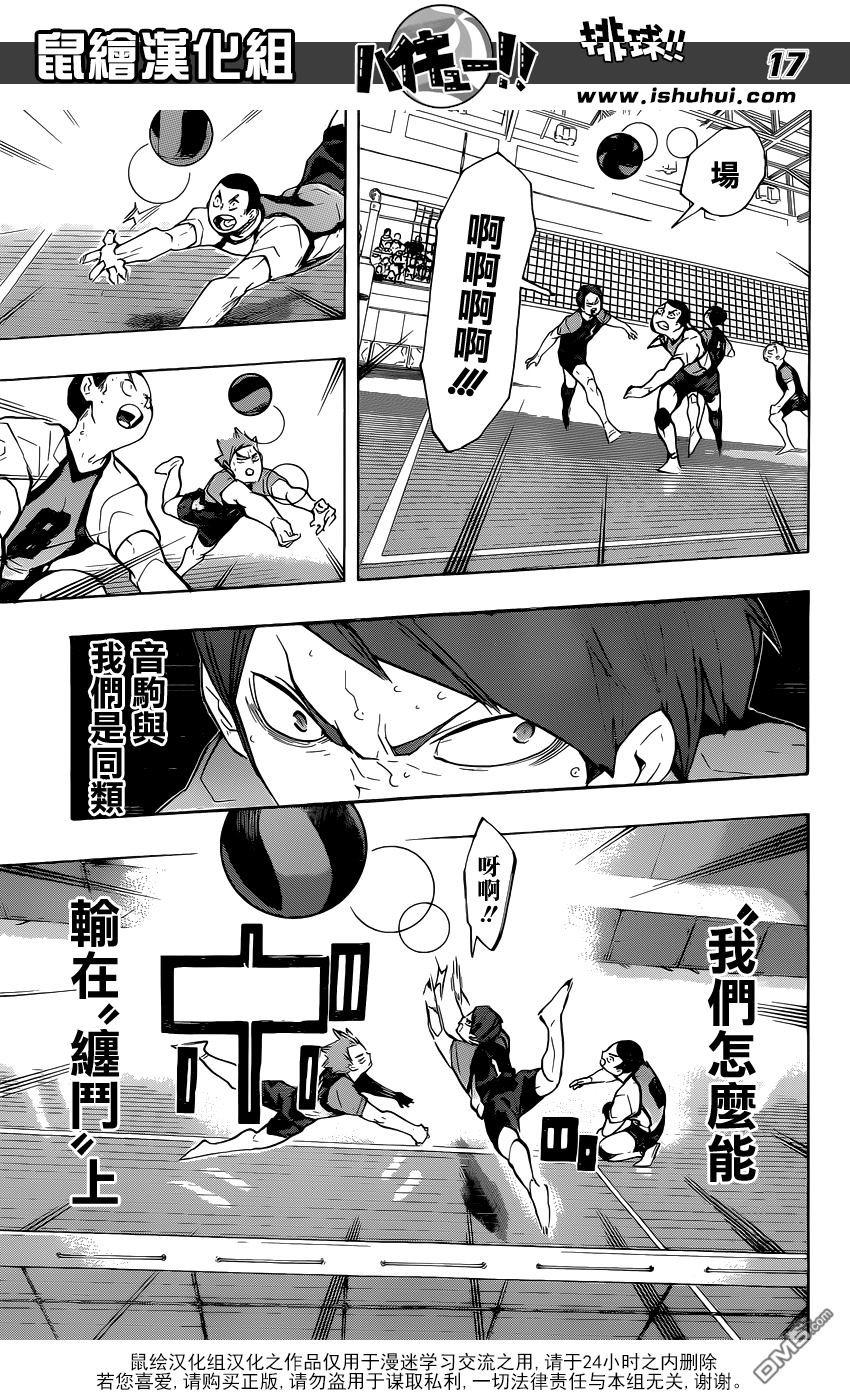 鼠繪漢化組
ハイキュー!!
排球!!
17
www.ishuhui.com
場
啊啊啊啊!!!
音駒與
我們是同類
呀啊!!
〝我們怎麼能
輸在〝纏鬥〞上
DM5.com
鼠绘汉化组汉化之作品仅用于漫迷学习交流之用, 请于24小时之内删除
若您喜爱, 请购买正版, 请勿盗用于谋取私利, 一切法律责任与本组无关, 谢谢。